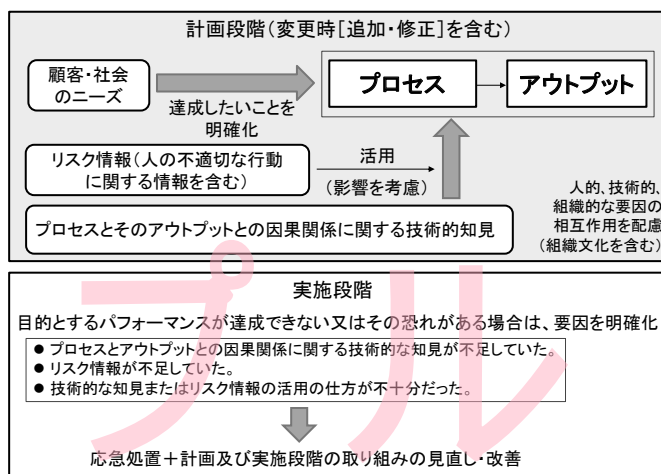 計画段階(変更時[追加・修正]を含む)
顧客・社会
のニーズ
達成したいことを
明確化
プロセス
アウトプット
リスク情報(人の不適切な行動
に関する情報を含む)
活用
(影響を考慮)
プロセスとそのアウトプットとの因果関係に関する技術的知見
人的、技術的、
組織的な要因の
相互作用を配慮
(組織文化を含む)
実施段階
目的とするパフォーマンスが達成できない又はその恐れがある場合は、要因を明確化
● プロセスとアウトプットとの因果関係に関する技術的な知見が不足していた。
● リスク情報が不足していた。
● 技術的な知見またはリスク情報の活用の仕方が不十分だった。
応急処置+計画及び実施段階の取り組みの見直し・改善
プル